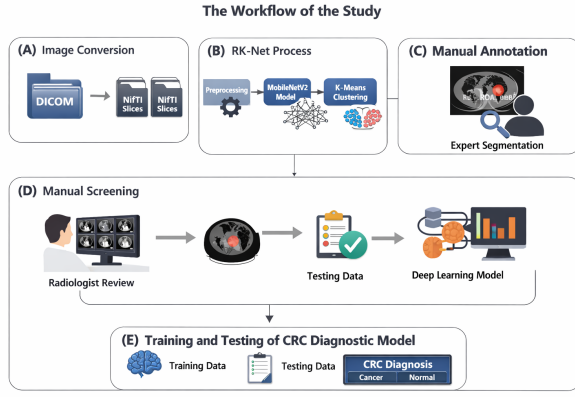 The Workflow of the Study
(A) Image Conversion
DICOM
NifTI
Slices
NifTI
Slices
(B) RK-Net Process
Preprocessing
MobileNetV2
Model
K-Means
Clustering
(C) Manual Annotation
Expert Segmentation
(D) Manual Screening
Radiologist Review
Testing Data
Deep Learning Model
(E) Training and Testing of CRC Diagnostic Model
Training Data
Testing Data
CRC Diagnosis
Cancer Normal